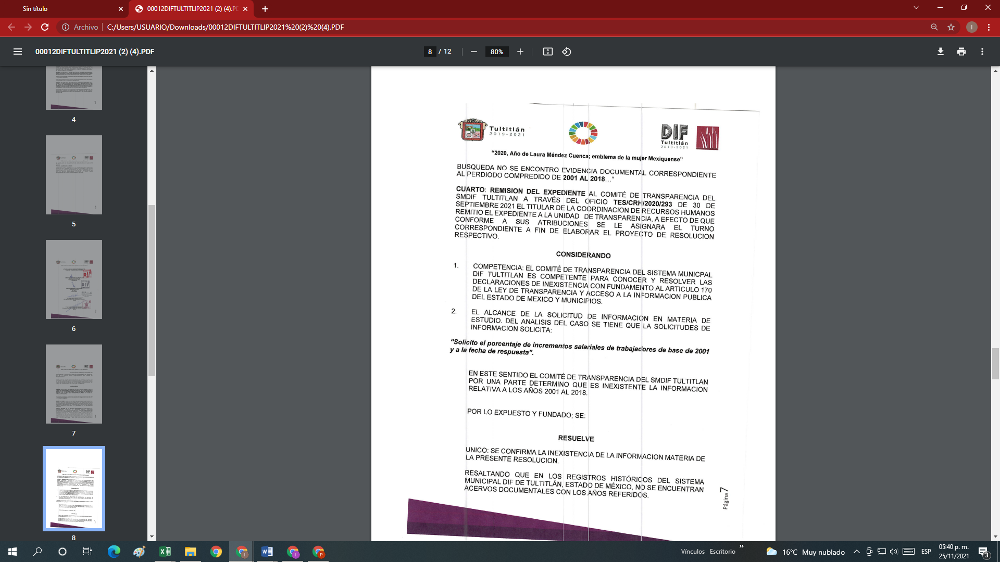 Sin título
00012DIFTULTITLIP2021 (2) (4).PD
Archivo
C:/Users/USUARIO/Downloads/00012DIFTULTITLIP2021%20(2)%20(4).PDF
I
00012DIFTULTITLIP2021 (2) (4).PDF
8 / 12
80%
4
5
6
7
8
Tultitlán
2019-2021
DIF
Tultitlán
2019-2021
“2020, Año de Laura Méndez Cuenca; emblema de la mujer Mexiquense”
BUSQUEDA NO SE ENCONTRO EVIDENCIA DOCUMENTAL CORRESPONDIENTE
AL PERDIODO COMPREDIDO DE 2001 AL 2018…”
CUARTO: REMISION DEL EXPEDIENTE AL COMITÉ DE TRANSPARENCIA DEL
SMDIF TULTITLAN A TRAVÉS DEL OFICIO TES/CRH/2020/293 DE 30 DE
SEPTIEMBRE 2021 EL TITULAR DE LA COORDINACION DE RECURSOS HUMANOS
REMITIO EL EXPEDIENTE A LA UNIDAD DE TRANSPARENCIA, A EFECTO DE QUE
CONFORME A SUS ATRIBUCIONES SE LE ASIGNARA EL TURNO
CORRESPONDIENTE A FIN DE ELABORAR EL PROYECTO DE RESOLUCION
RESPECTIVO.
CONSIDERANDO
1. COMPETENCIA: EL COMITÉ DE TRANSPARENCIA DEL SISTEMA MUNICPAL
DIF TULTITLAN ES COMPETENTE PARA CONOCER Y RESOLVER LAS
DECLARACIONES DE INEXISTENCIA CON FUNDAMENTO AL ARTICULO 170
DE LA LEY DE TRANSPARENCIA Y ACCESO A LA INFORMACION PUBLICA
DEL ESTADO DE MEXICO Y MUNICIPIOS.
2. EL ALCANCE DE LA SOLICITUD DE INFORMACION EN MATERIA DE
ESTUDIO. DEL ANALISIS DEL CASO SE TIENE QUE LA SOLICITUDES DE
INFORMACION SOLICITA:
“Solicito el porcentaje de incrementos salariales de trabajadores de base de 2001
y a la fecha de respuesta”.
EN ESTE SENTIDO EL COMITÉ DE TRANSPARENCIA DEL SMDIF TULTITLAN
POR UNA PARTE DETERMINO QUE ES INEXISTENTE LA INFORMACION
RELATIVA A LOS AÑOS 2001 AL 2018.
POR LO EXPUESTO Y FUNDADO; SE:
RESUELVE
UNICO: SE CONFIRMA LA INEXISTENCIA DE LA INFORMACION MATERIA DE
LA PRESENTE RESOLUCION.
RESALTANDO QUE EN LOS REGISTROS HISTÓRICOS DEL SISTEMA
MUNICIPAL DIF DE TULTITLÁN, ESTADO DE MÉXICO, NO SE ENCUENTRAN
ACERVOS DOCUMENTALES CON LOS AÑOS REFERIDOS.
Página 7
Vínculos
Escritorio
16°C Muy nublado
ESP
05:40 p. m.
25/11/2021
3